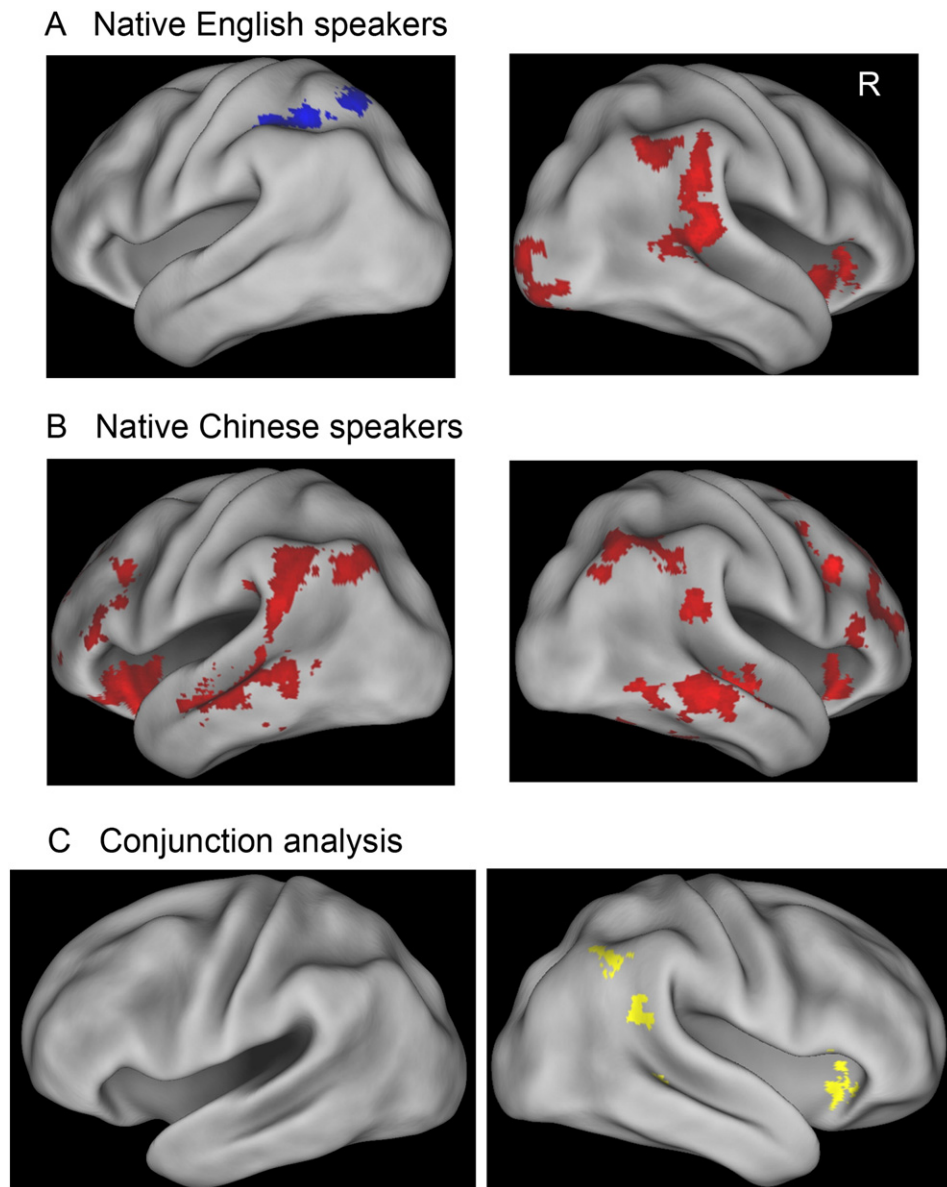 A Native English speakers
R
B Native Chinese speakers
C Conjunction analysis